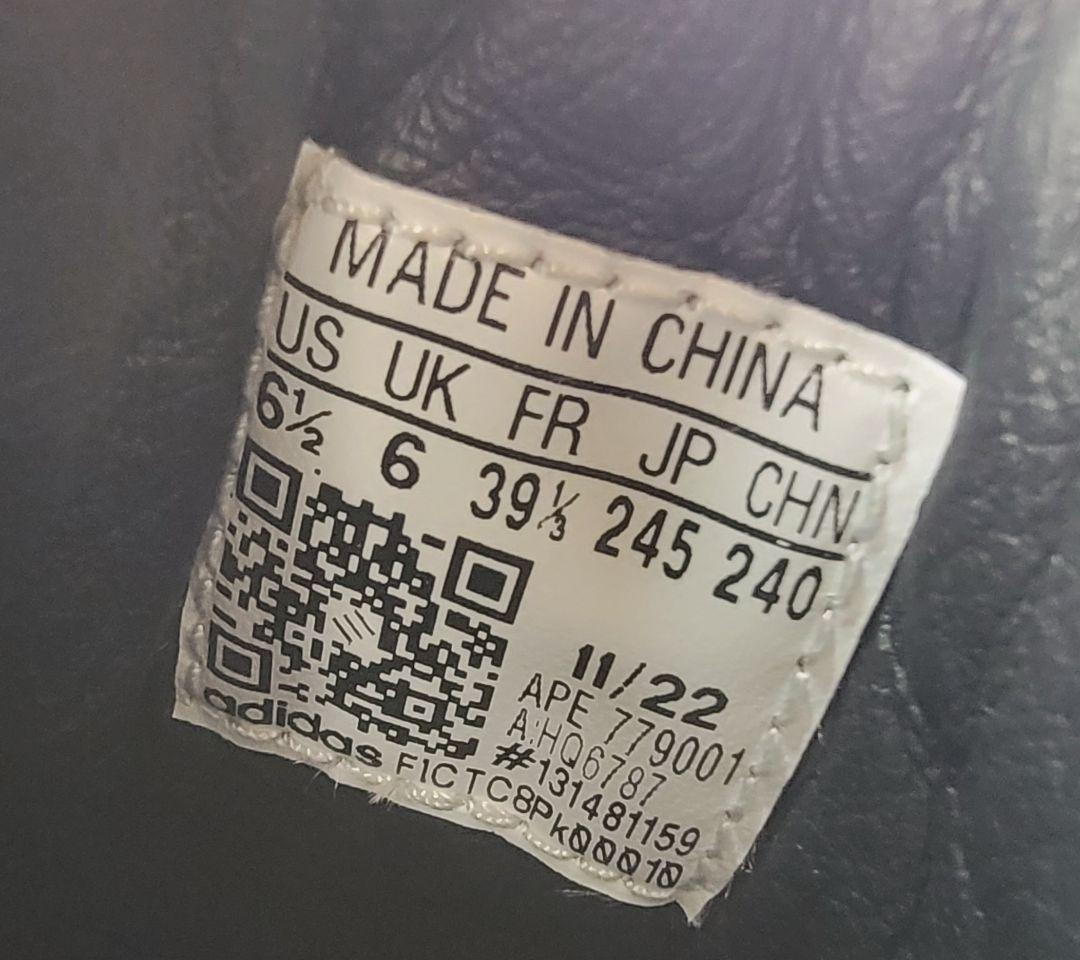 MADE IN CHINA
US UK FR JP CHN
6½ 6 39⅓ 245 240
11/22
APE 779001
A:HQ6787
#131481159
adidas F1CTC8Pk00010